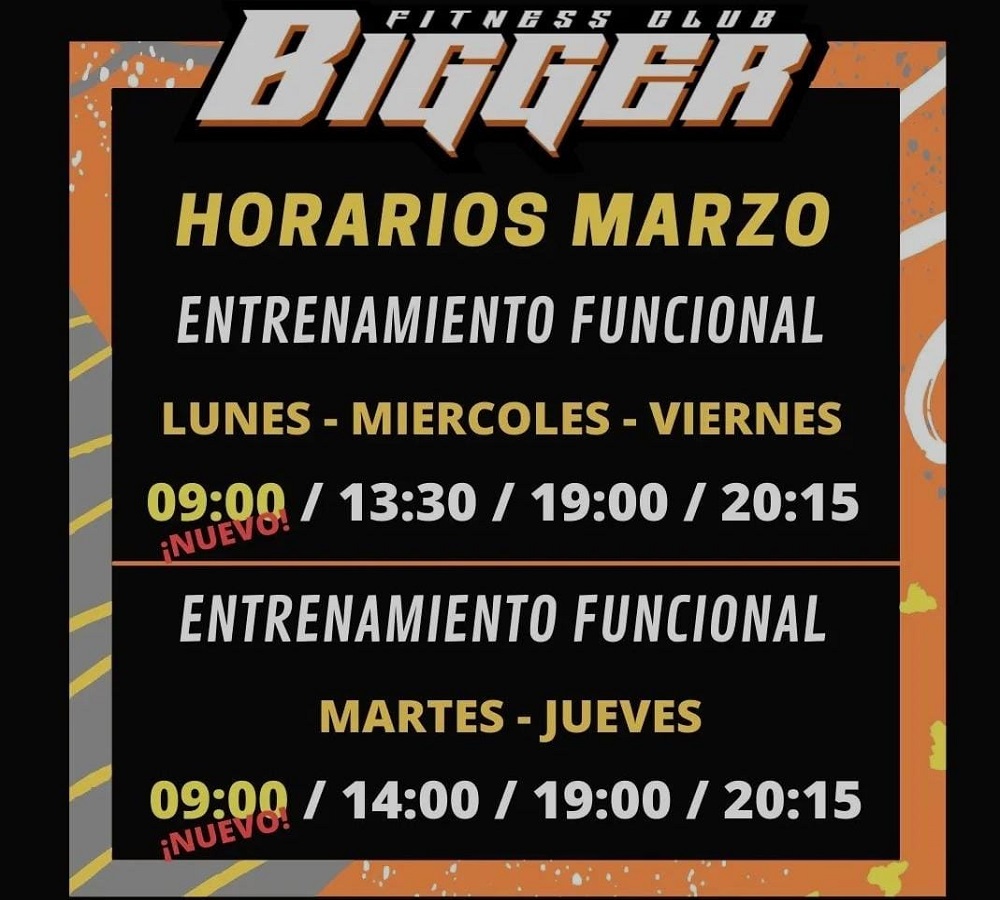 FITNESS CLUB
BIGGER
HORARIOS MARZO
ENTRENAMIENTO FUNCIONAL
LUNES - MIERCOLES - VIERNES
09:00 / 13:30 / 19:00 / 20:15
¡NUEVO!
ENTRENAMIENTO FUNCIONAL
MARTES - JUEVES
09:00 / 14:00 / 19:00 / 20:15
¡NUEVO!